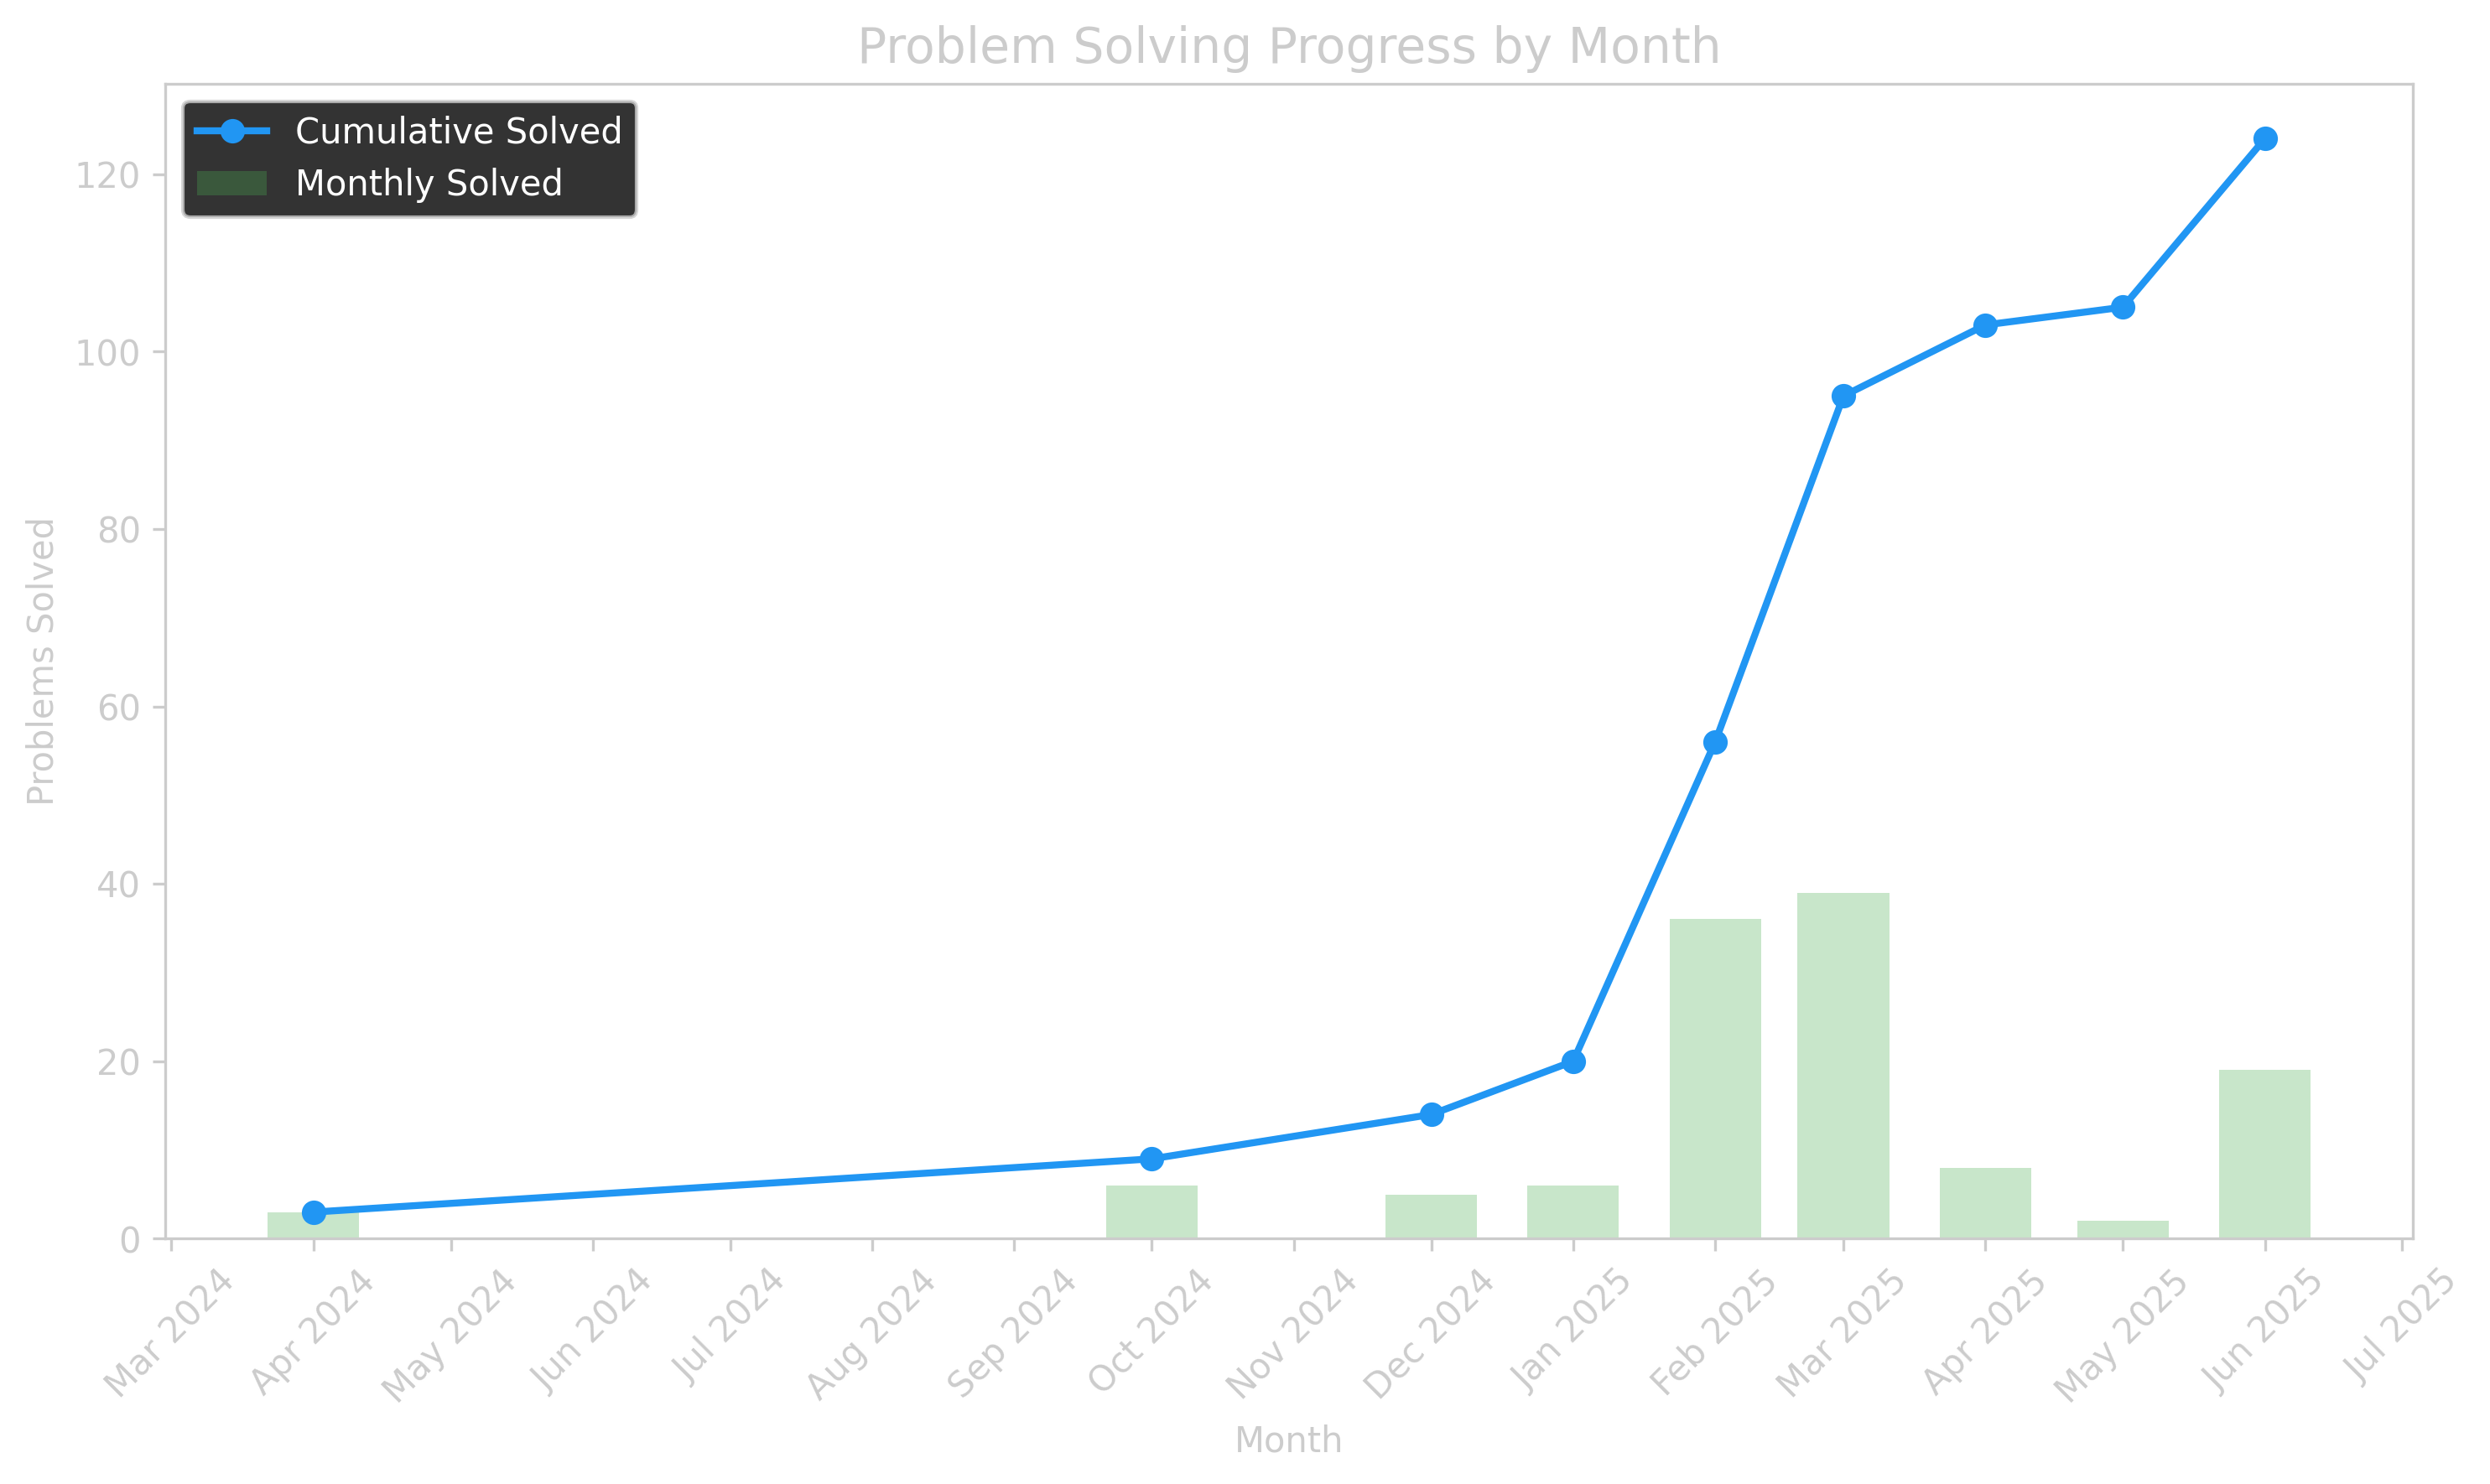 Problem Solving Progress by Month
Cumulative Solved
Monthly Solved
120
100
80
60
40
20
0
Problems Solved
Mar 2024
Apr 2024
May 2024
Jun 2024
Jul 2024
Aug 2024
Sep 2024
Oct 2024
Nov 2024
Dec 2024
Jan 2025
Feb 2025
Mar 2025
Apr 2025
May 2025
Jun 2025
Jul 2025
Month